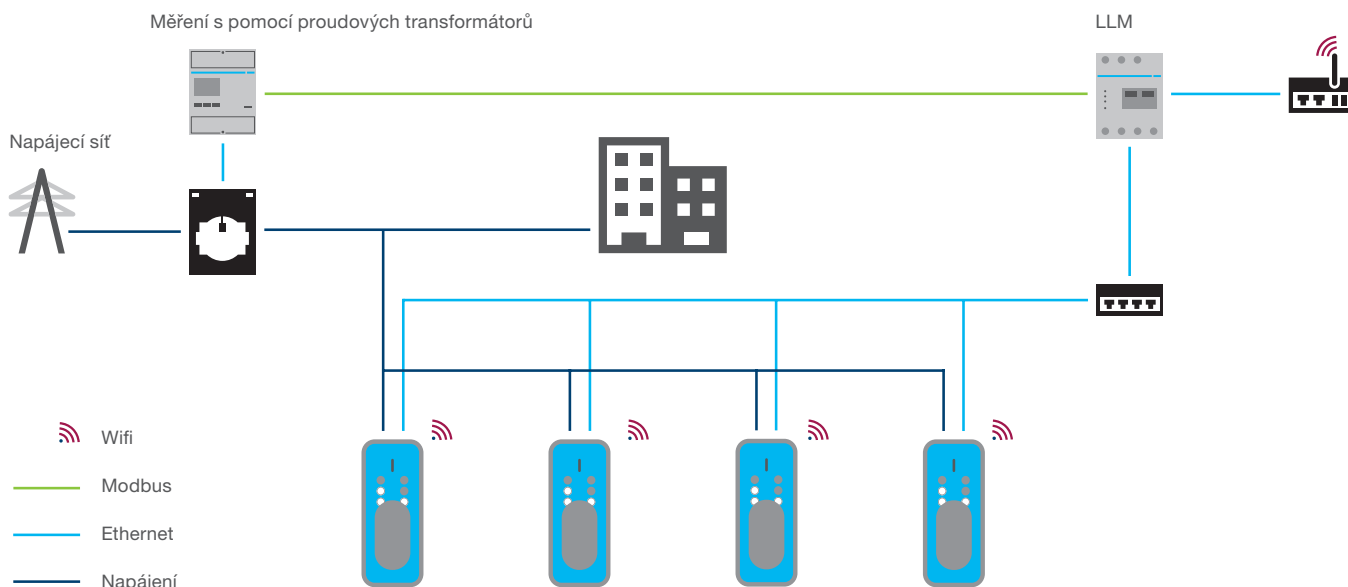 Měření s pomocí proudových transformátorů
LLM
Napájecí síť
Wifi
Modbus
Ethernet
Napájení